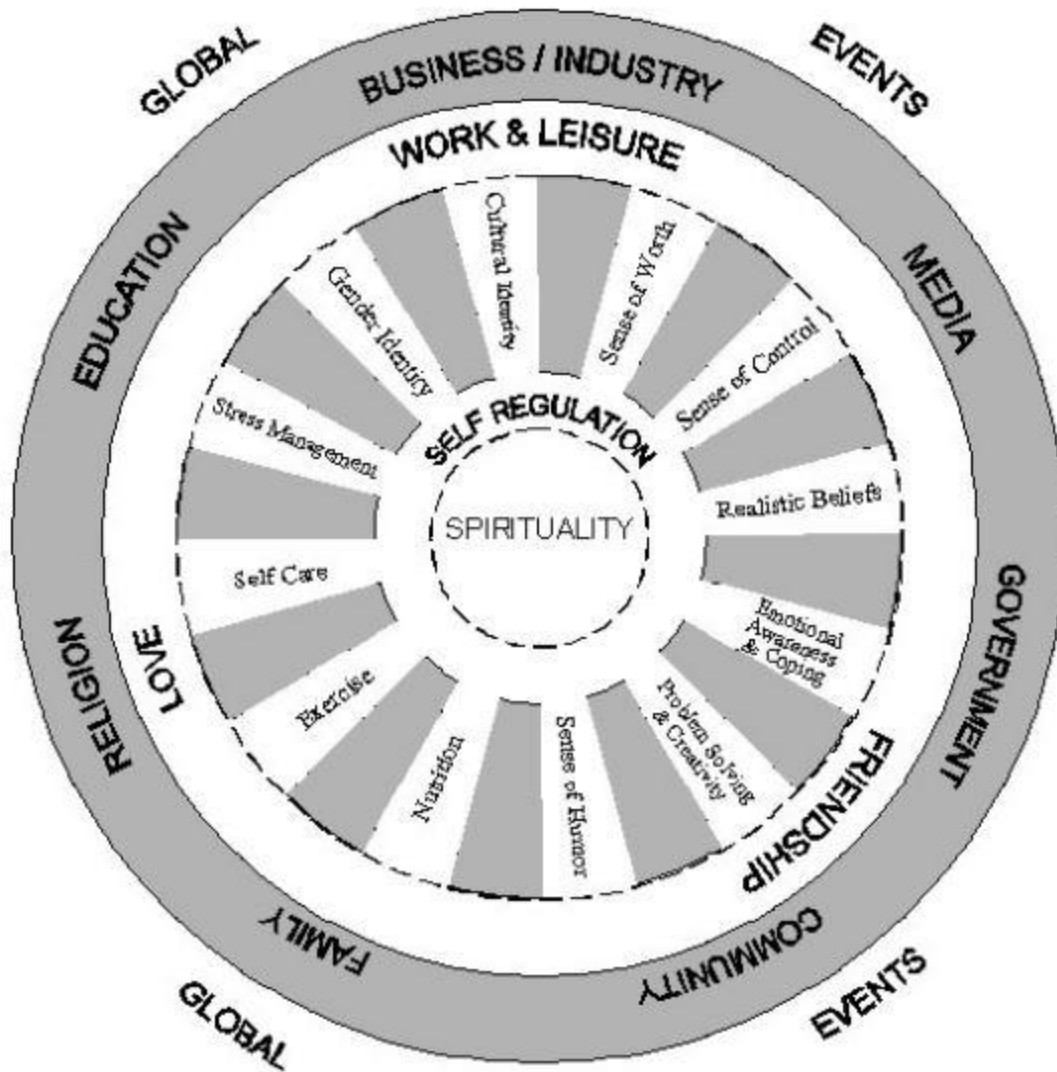 GLOBAL
EVENTS
BUSINESS / INDUSTRY
MEDIA
GOVERNMENT
COMMUNITY
FAMILY
RELIGION
EDUCATION
WORK & LEISURE
FRIENDSHIP
LOVE
Cultural Identity
Sense of Worth
Sense of Control
Realistic Beliefs
Emotional
Awareness
& Coping
Problem Solving
& Creativity
Sense of Humor
Nutrition
Exercise
Self Care
Stress Management
Gender Identity
SELF REGULATION
SPIRITUALITY
GLOBAL
EVENTS